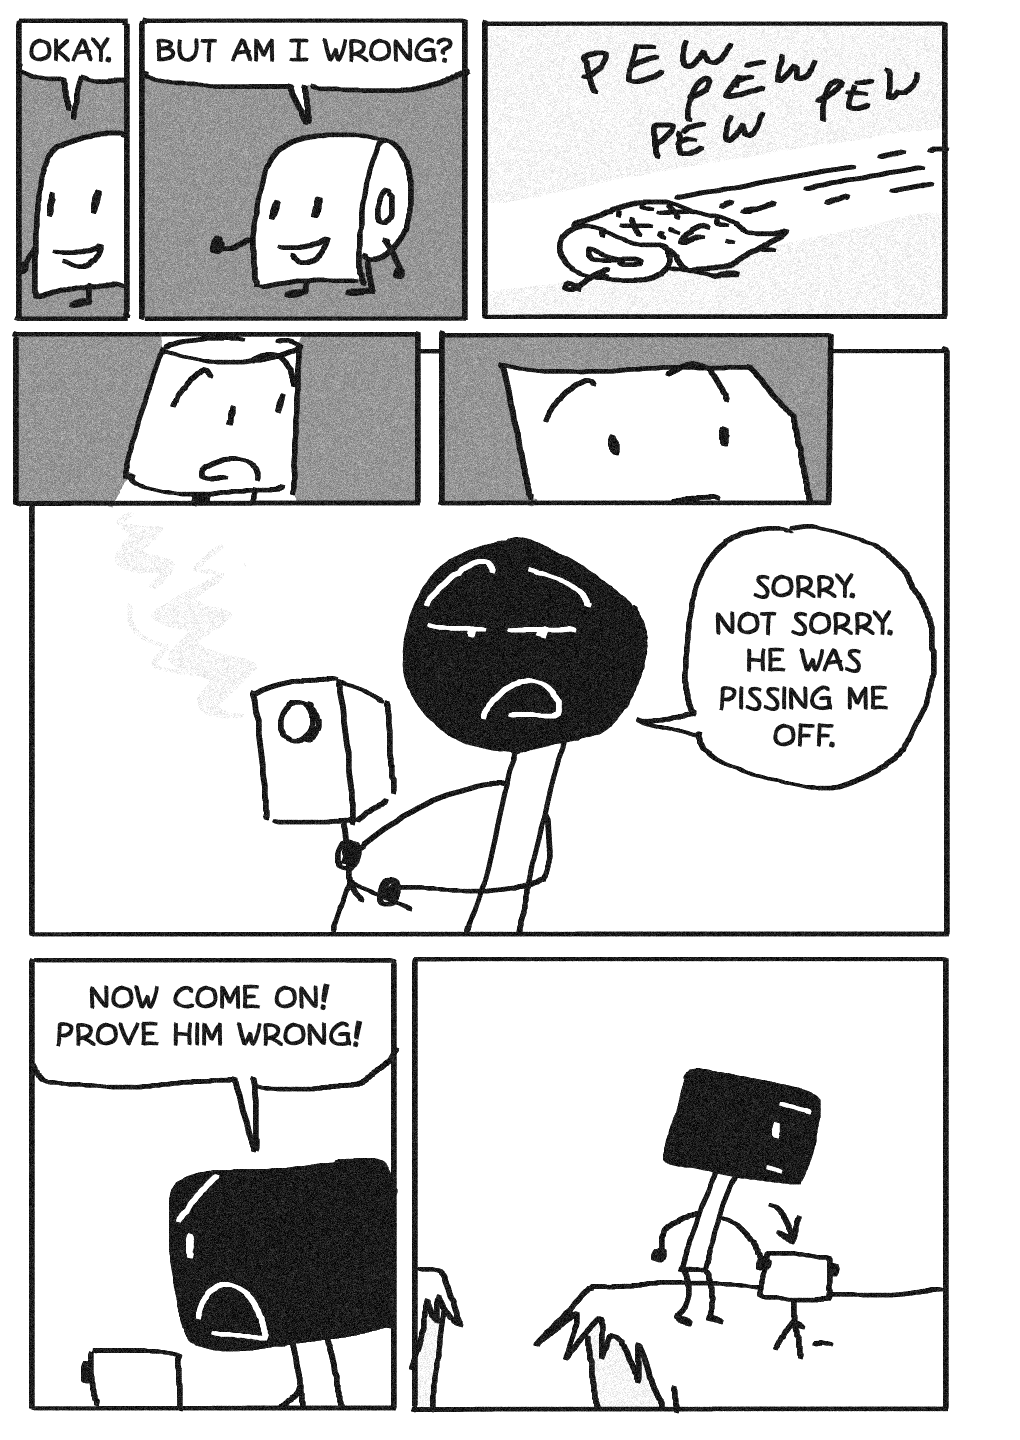 OKAY.
BUT AM I WRONG?
PEW
PEW
PEW
PEW
SORRY.
NOT SORRY.
HE WAS
PISSING ME
OFF.
NOW COME ON!
PROVE HIM WRONG!